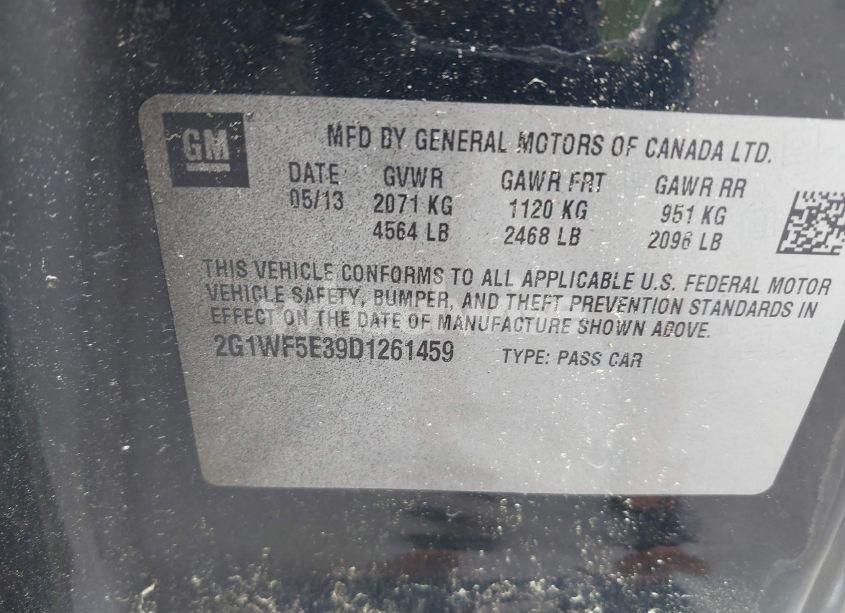 GM
MFD BY GENERAL MOTORS OF CANADA LTD.
DATE GVWR GAWR FRT GAWR RR
05/13 2071 KG 1120 KG 951 KG
4564 LB 2468 LB 2096 LB
THIS VEHICLE CONFORMS TO ALL APPLICABLE U.S. FEDERAL MOTOR
VEHICLE SAFETY, BUMPER, AND THEFT PREVENTION STANDARDS IN
EFFECT ON THE DATE OF MANUFACTURE SHOWN ABOVE.
2G1WF5E39D1261459 TYPE: PASS CAR